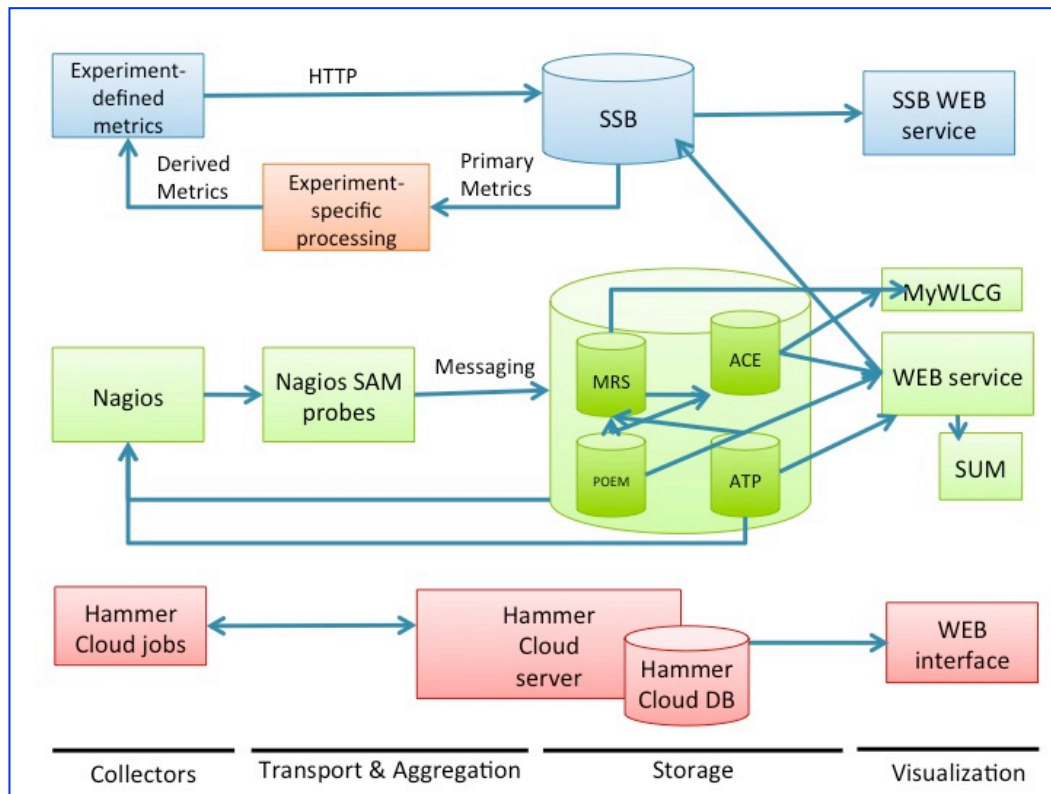 Experiment-
defined
metrics
HTTP
SSB
SSB WEB
service
Derived
Metrics
Experiment-
specific
processing
Primary
Metrics
MyWLCG
Nagios
Nagios SAM
probes
Messaging
MRS
ACE
POEM
ATP
WEB service
SUM
Hammer
Cloud jobs
Hammer
Cloud
server
Hammer
Cloud DB
WEB
interface
Collectors
Transport & Aggregation
Storage
Visualization